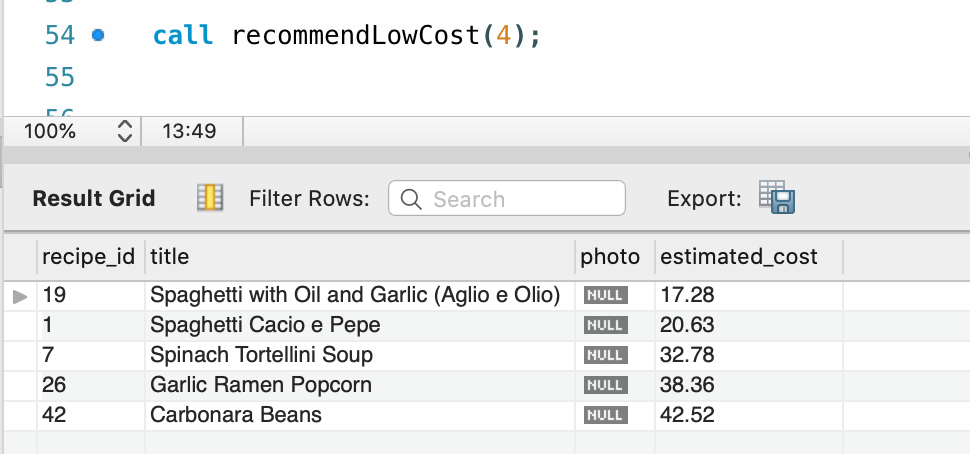 54 call recommendLowCost(4);
55
100% 13:49
Result Grid Filter Rows: Search Export:
recipe_id title photo estimated_cost
19 Spaghetti with Oil and Garlic (Aglio e Olio) NULL 17.28
1 Spaghetti Cacio e Pepe NULL 20.63
7 Spinach Tortellini Soup NULL 32.78
26 Garlic Ramen Popcorn NULL 38.36
42 Carbonara Beans NULL 42.52